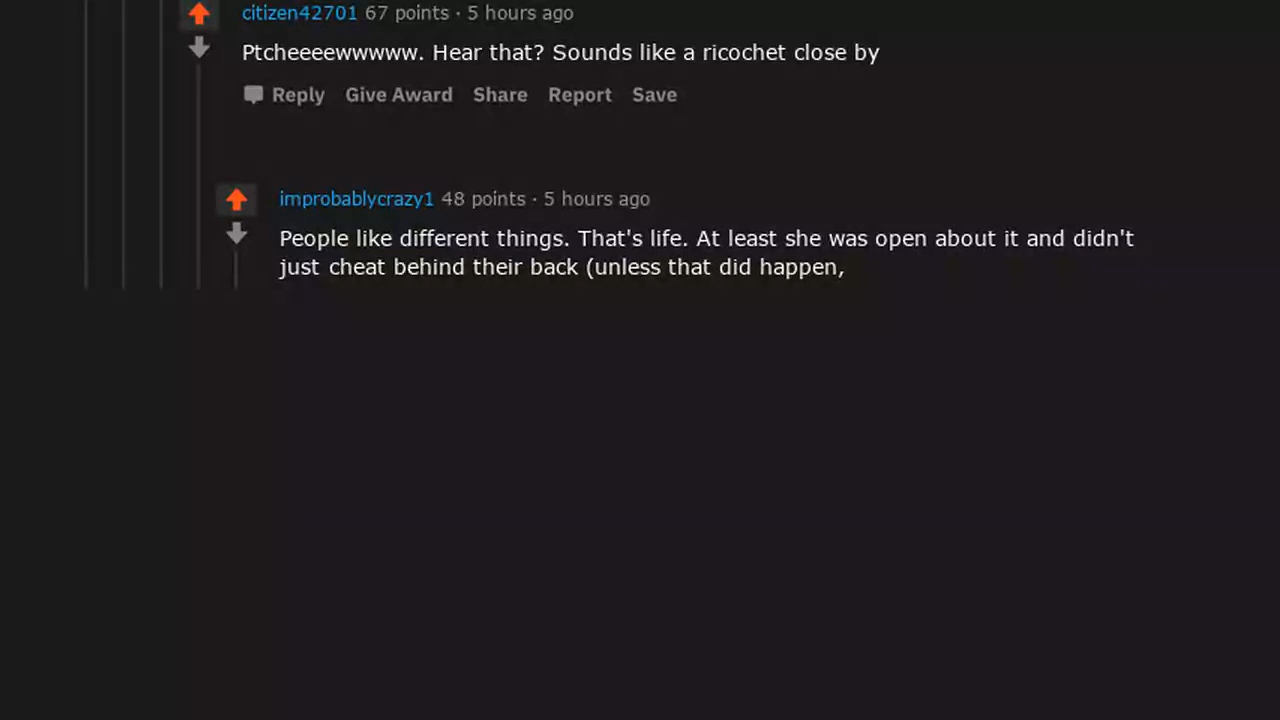 citizen42701 67 points · 5 hours ago
Ptcheeeewwwww. Hear that? Sounds like a ricochet close by
Reply Give Award Share Report Save
improbablycrazy1 48 points · 5 hours ago
People like different things. That's life. At least she was open about it and didn't
just cheat behind their back (unless that did happen,